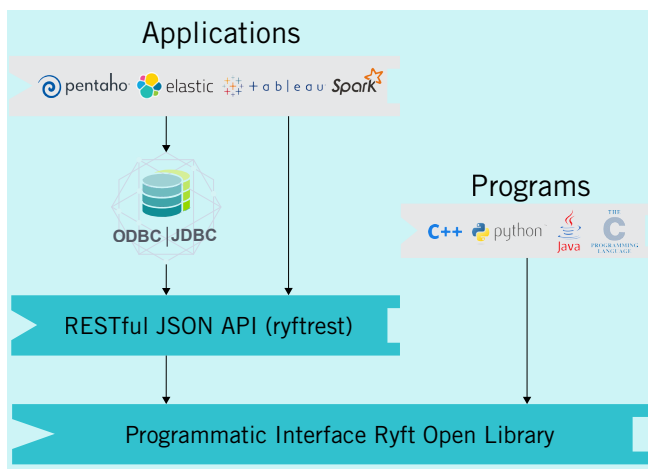 Applications
pentaho elastic +ableau Spark
ODBC|JDBC
Programs
C++ python Java THE C PROGRAMMING LANGUAGE
RESTful JSON API (ryftrest)
Programmatic Interface Ryft Open Library